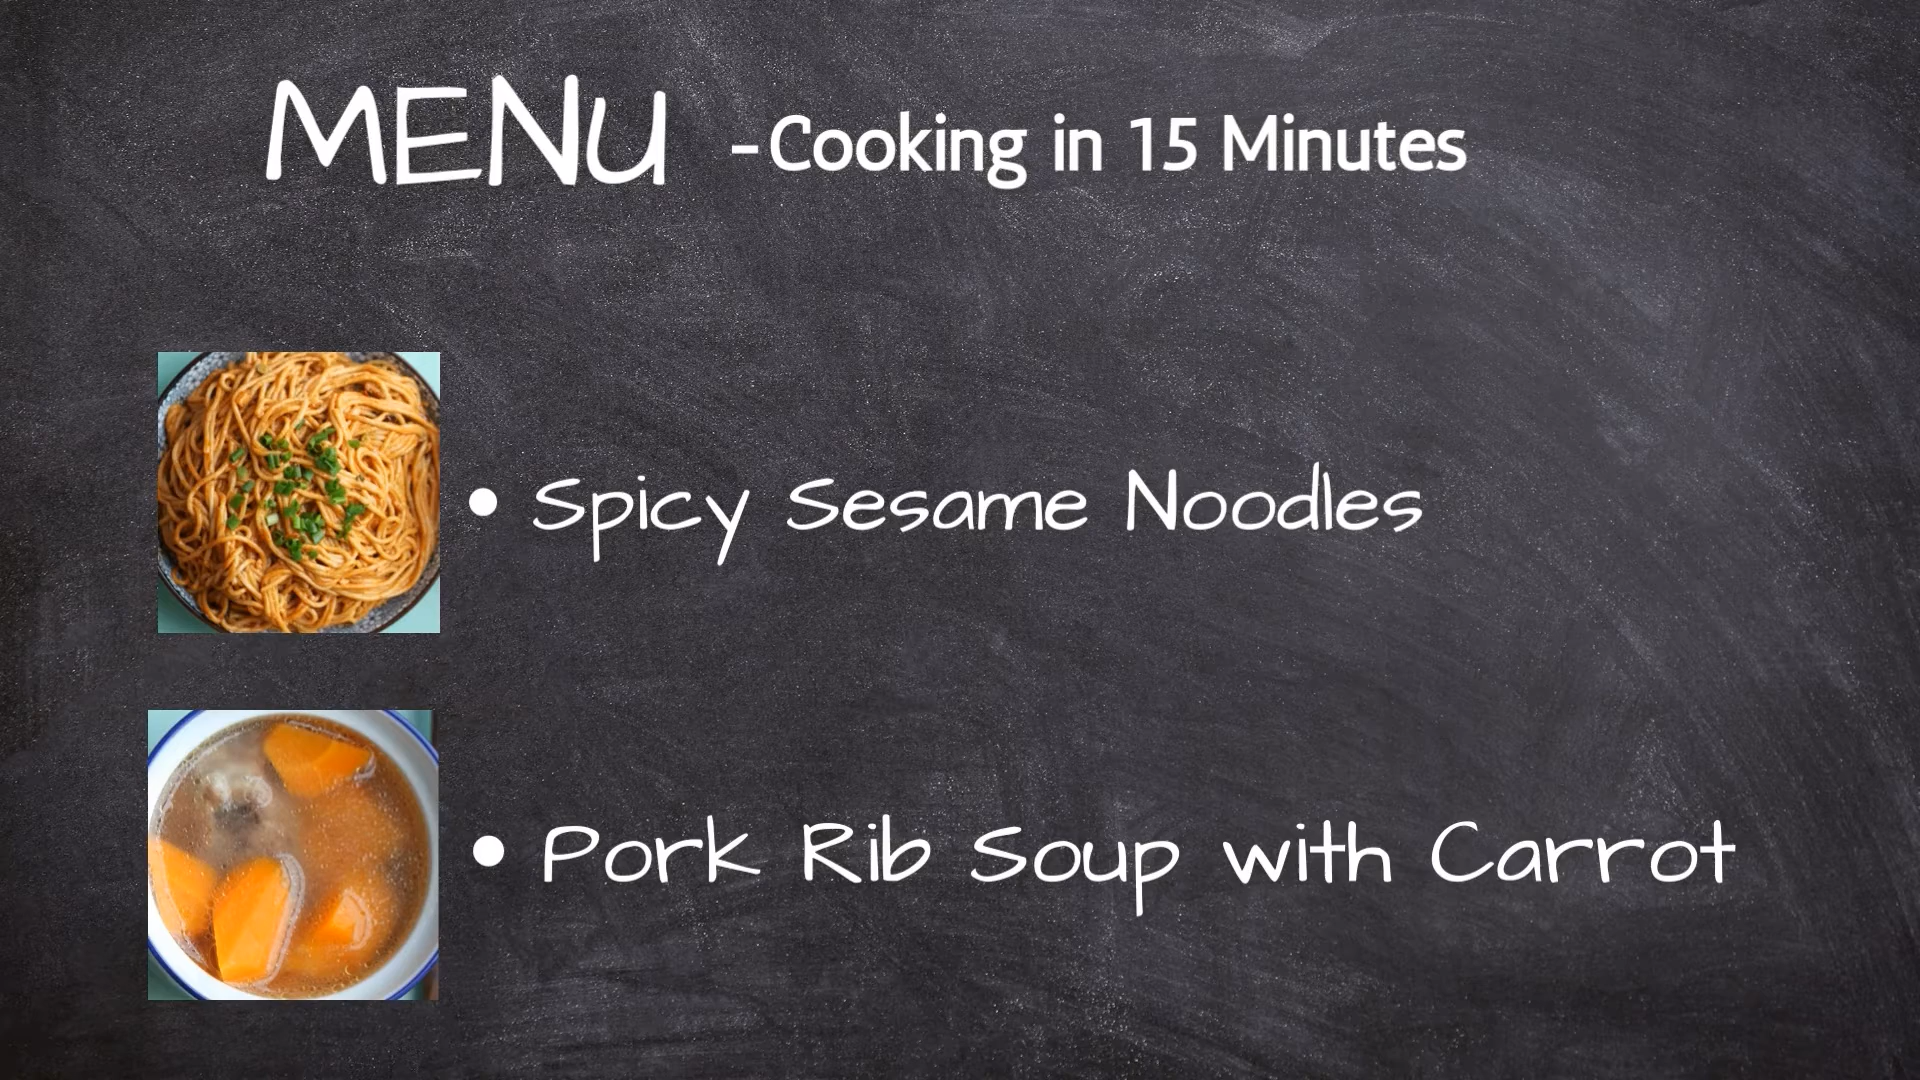 MENU -Cooking in 15 Minutes
• Spicy Sesame Noodles
• Pork Rib Soup with Carrot